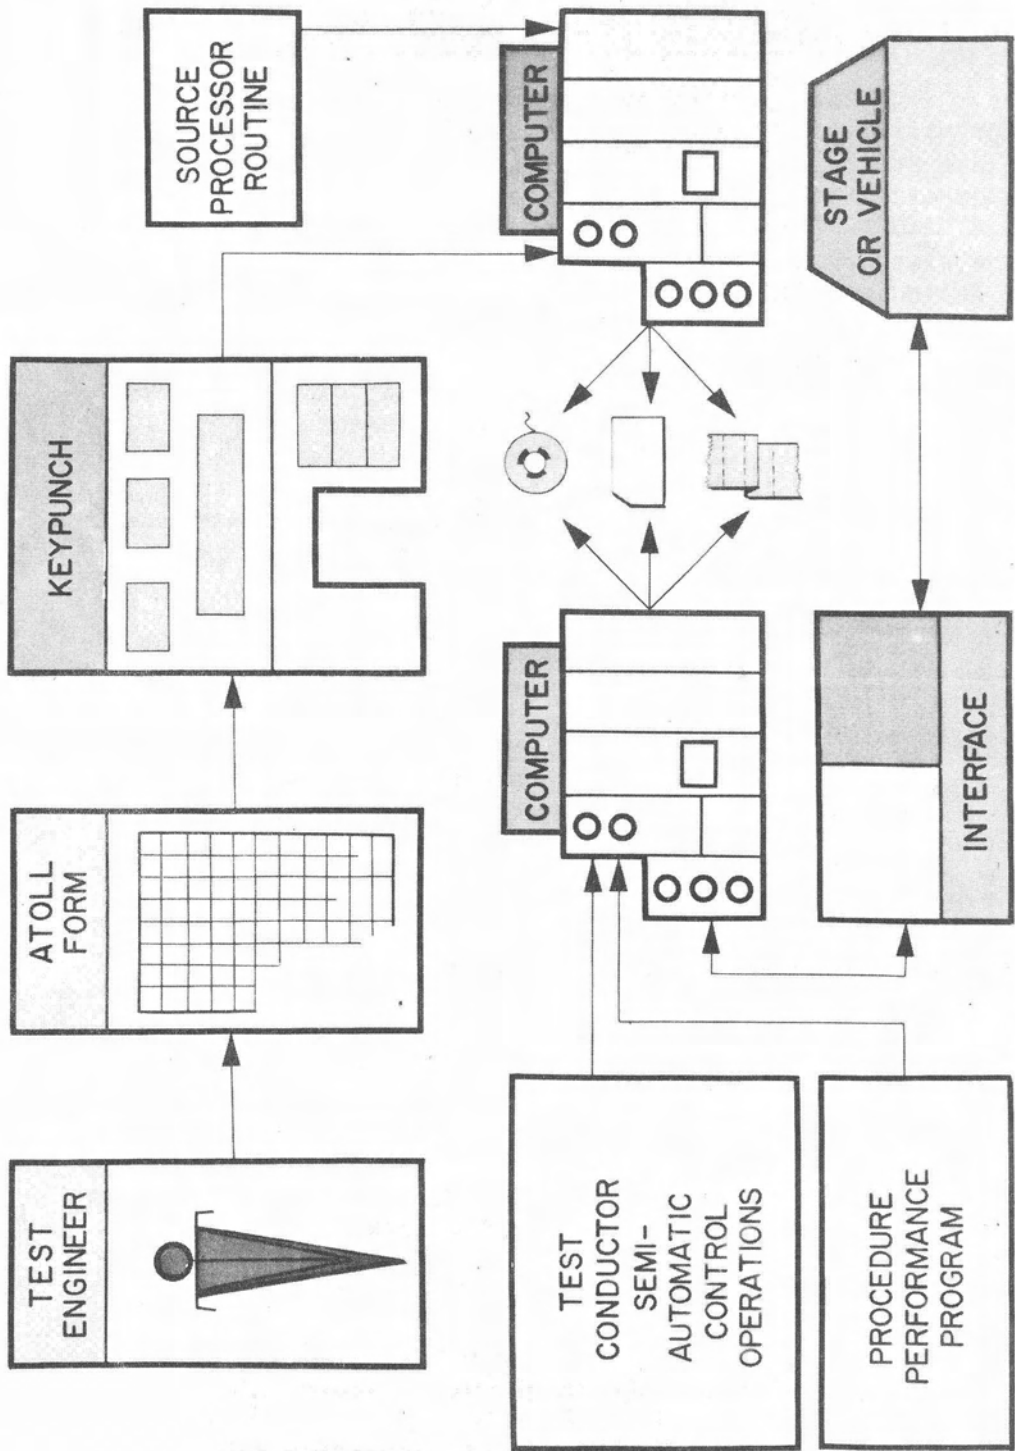 TEST
ENGINEER
ATOLL
FORM
KEYPUNCH
SOURCE
PROCESSOR
ROUTINE
COMPUTER
COMPUTER
TEST
CONDUCTOR
SEMI-
AUTOMATIC
CONTROL
OPERATIONS
PROCEDURE
PERFORMANCE
PROGRAM
INTERFACE
STAGE
OR VEHICLE